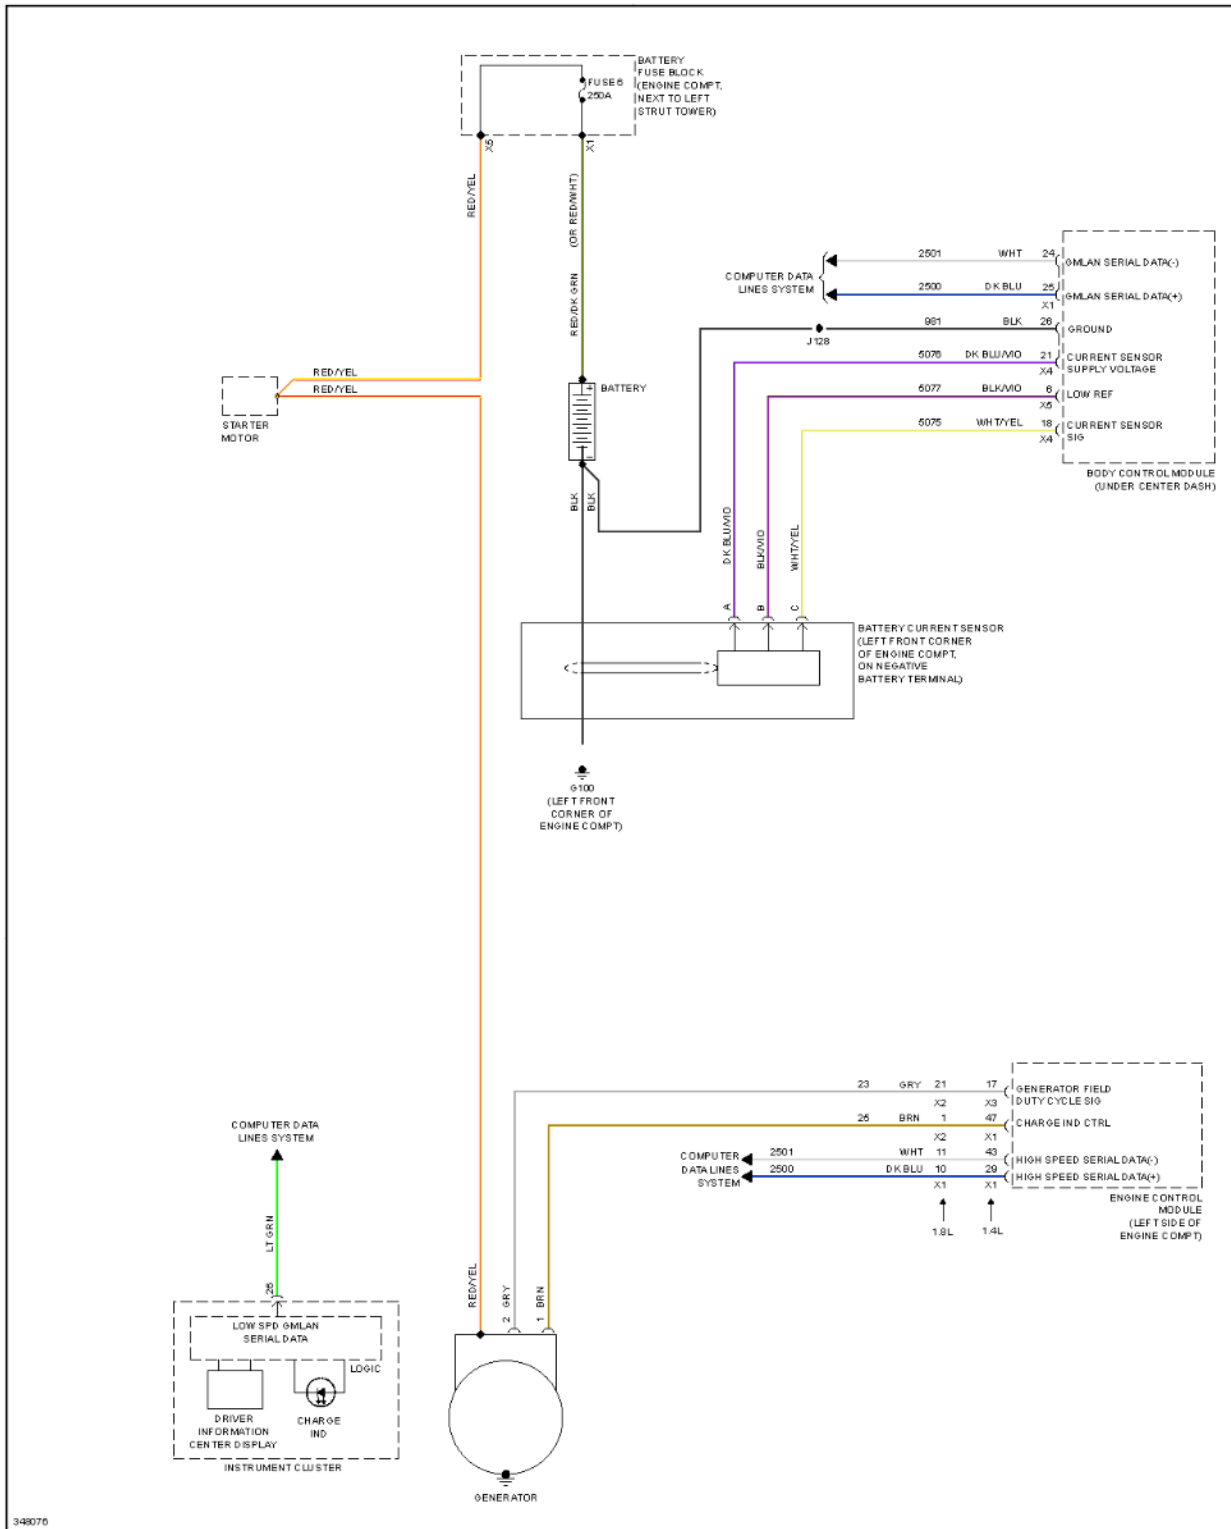 BATTERY
FUSE BLOCK
(ENGINE COMPT,
NEXT TO LEFT
STRUT TOWER)
FUSE 6
250A
X5
X1
RED/YEL
(OR RED/WHT)
RED/DK GRN
COMPUTER DATA
LINES SYSTEM
2501 WHT 24
GMLAN SERIAL DATA(-)
2500 DK BLU 25
X1
GMLAN SERIAL DATA(+)
981 BLK 26
GROUND
J128
5076 DK BLU/VIO 21
X4
CURRENT SENSOR
SUPPLY VOLTAGE
5077 BLK/VIO 6
X5
LOW REF
5075 WHT/YEL 18
X4
CURRENT SENSOR
SIG
BODY CONTROL MODULE
(UNDER CENTER DASH)
RED/YEL
RED/YEL
STARTER
MOTOR
+
BATTERY
-
BLK
BLK
DK BLU/VIO
BLK/VIO
WHT/YEL
A
B
C
BATTERY CURRENT SENSOR
(LEFT FRONT CORNER
OF ENGINE COMPT,
ON NEGATIVE
BATTERY TERMINAL)
G100
(LEFT FRONT
CORNER OF
ENGINE COMPT)
23 GRY 21 17
X2 X3
GENERATOR FIELD
DUTY CYCLE SIG
25 BRN 1 47
X2 X1
CHARGE IND CTRL
COMPUTER
DATA LINES
SYSTEM
2501 WHT 11 43
HIGH SPEED SERIAL DATA(-)
2500 DK BLU 10 29
X1 X1
HIGH SPEED SERIAL DATA(+)
1.8L
1.4L
ENGINE CONTROL
MODULE
(LEFT SIDE OF
ENGINE COMPT)
COMPUTER DATA
LINES SYSTEM
LT GRN
26
LOW SPD GMLAN
SERIAL DATA
LOGIC
DRIVER
INFORMATION
CENTER DISPLAY
CHARGE
IND
INSTRUMENT CLUSTER
RED/YEL
2 GRY
1 BRN
GENERATOR
348076